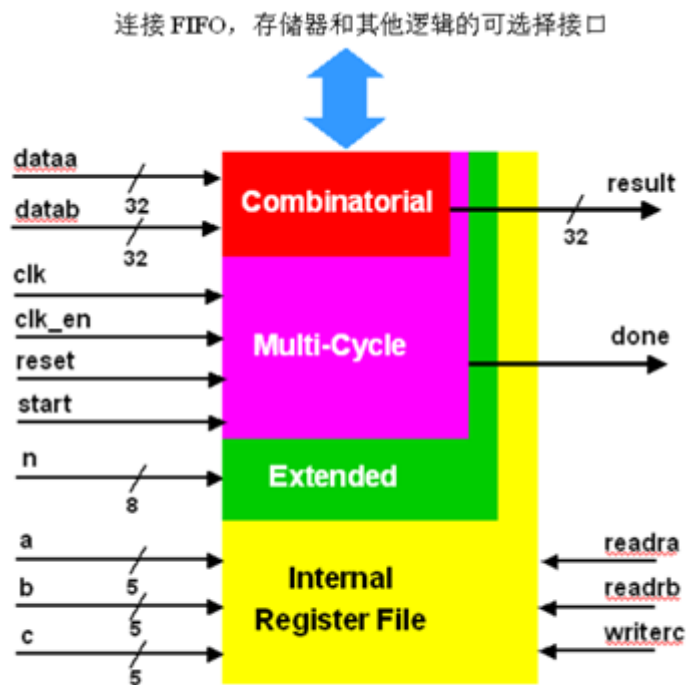 连接 FIFO，存储器和其他逻辑的可选择接口
dataa
32
datab
32
clk
clk_en
reset
start
n
8
a
5
b
5
c
5
Combinatorial
Multi-Cycle
Extended
Internal
Register File
result
32
done
readra
readrb
writerc